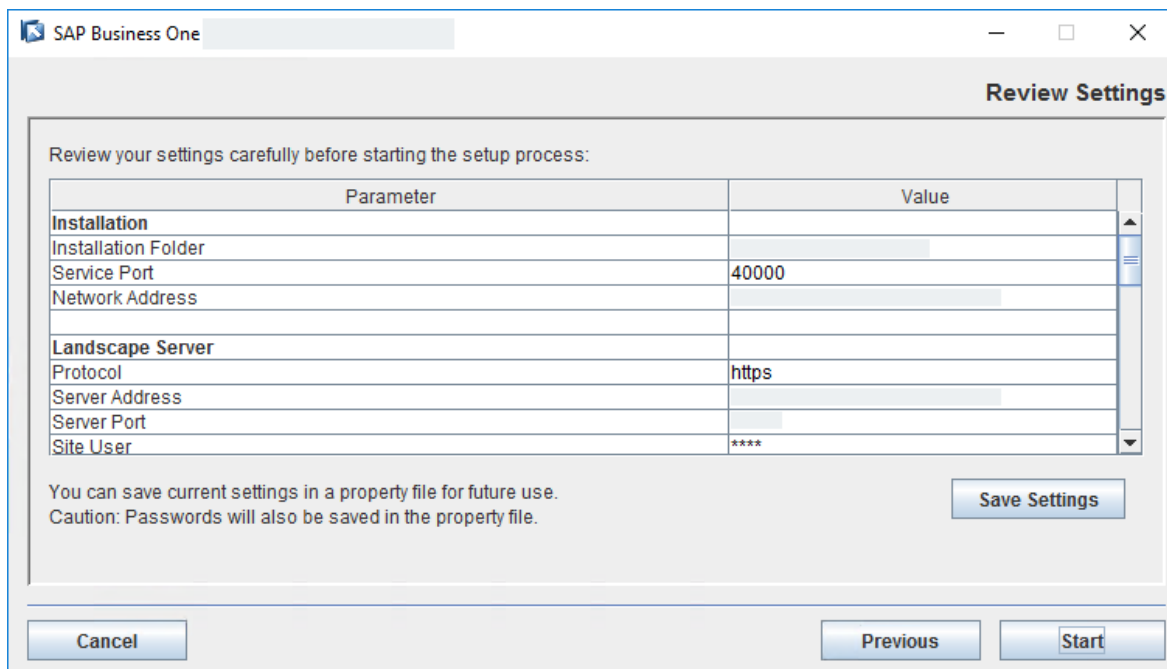 SAP Business One
Review Settings
Review your settings carefully before starting the setup process:
Parameter Value
Installation
Installation Folder
Service Port 40000
Network Address
Landscape Server
Protocol https
Server Address
Server Port
Site User ****
You can save current settings in a property file for future use.
Caution: Passwords will also be saved in the property file.
Save Settings
Cancel Previous Start